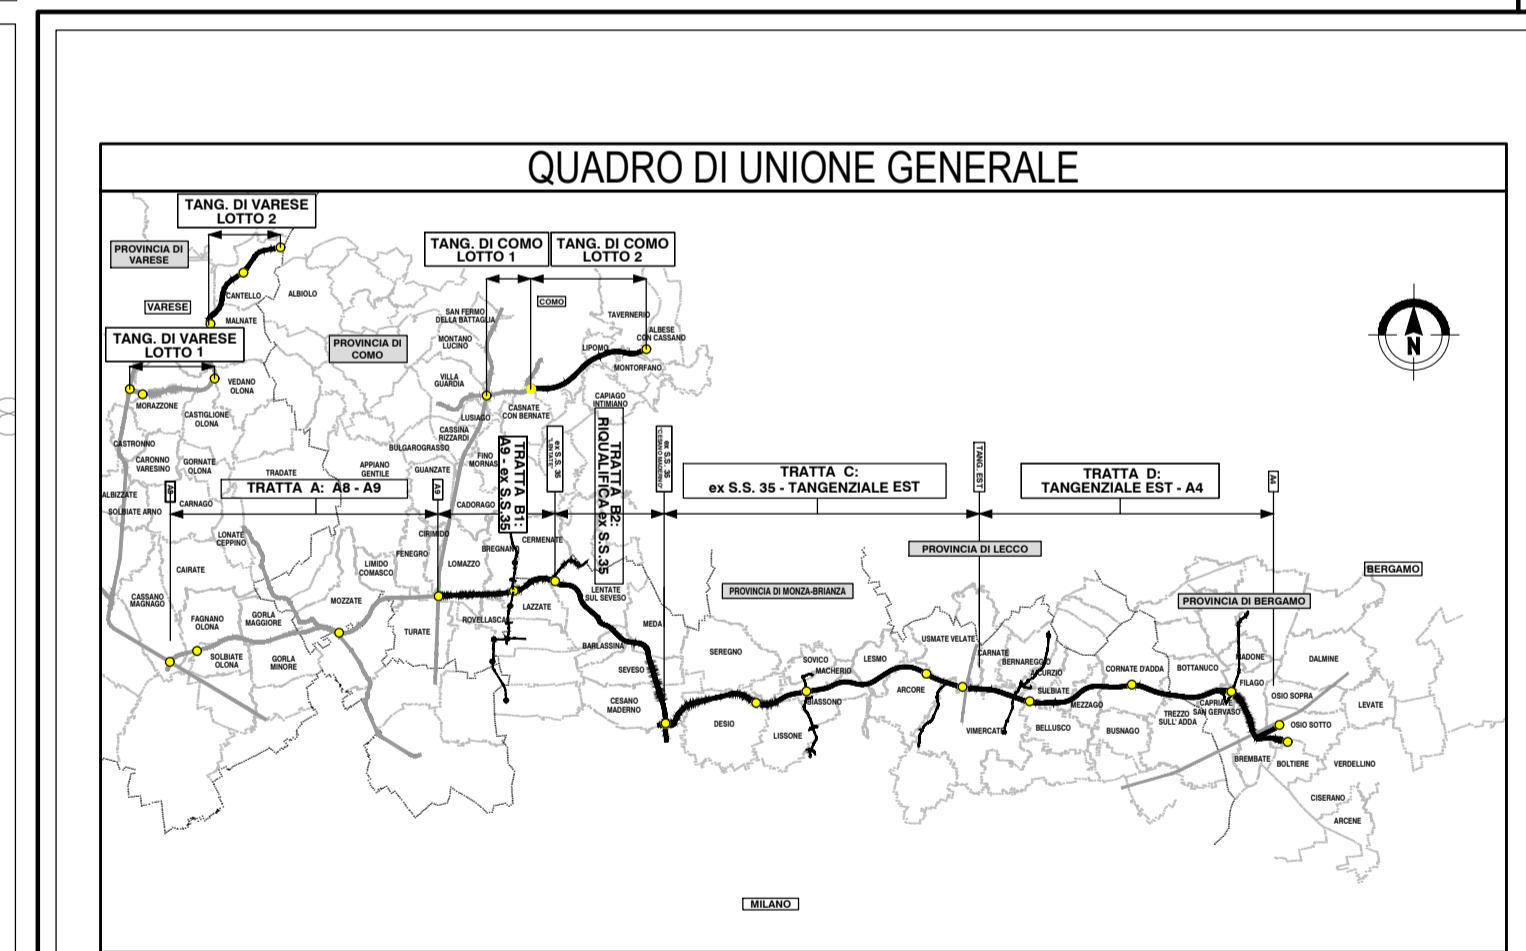 QUADRO DI UNIONE GENERALE
TANG. DI VARESE
LOTTO 2
PROVINCIA DI
VARESE
VARESE
CANTELLO
ALBIOLO
MALNATE
TANG. DI COMO
LOTTO 1
TANG. DI COMO
LOTTO 2
COMO
SAN FERMO
DELLA BATTAGLIA
TAVERNERIO
ALBESE
CON CASSANO
MONTANO
LUCINO
LIPOMO
MONTORFANO
TANG. DI VARESE
LOTTO 1
PROVINCIA DI
COMO
N
VEDANO
OLONA
VILLA
GUARDIA
MORAZZONE
CASTIGLIONE
OLONA
LUSIAGO
CASNATE
CON BERNATE
CAPIAGO
INTIMIANO
CASSINA
RIZZARDI
CASTRONNO
BULGAROGRASSO
CARONNO
VARESINO
GORNATE
OLONA
TRADATE
APPIANO
GENTILE
GUANZATE
FINO
MORNAS
TRATTA B1:
A9 - ex S.S.35
ex S.S. 35
"LENTATE"
TRATTA B2:
RIQUALIFICA ex S.S.35
ex S.S. 35
"CESANO MADERNO"
TRATTA C:
ex S.S. 35 - TANGENZIALE EST
TANG. EST
TRATTA D:
TANGENZIALE EST - A4
A4
A8
TRATTA A: A8 - A9
A9
ALBIZZATE
CARNAGO
SOLBIATE ARNO
CADORAGO
LONATE
CEPPINO
CIRIMIDO
FENEGRO
BREGNANO
CERMENATE
LOMAZZO
LIMIDO
COMASCO
CAIRATE
PROVINCIA DI LECCO
BERGAMO
PROVINCIA DI MONZA-BRIANZA
PROVINCIA DI BERGAMO
CASSANO
MAGNAGO
MOZZATE
LAZZATE
LENTATE
SUL SEVESO
FAGNANO
OLONA
GORLA
MAGGIORE
TURATE
ROVELLASCA
MEDA
BARLASSINA
SEREGNO
USMATE VELATE
CARNATE
BERNAREGGIO
SOLBIATE
OLONA
GORLA
MINORE
SEVESO
SOVICO
MACHERIO
LESMO
CORNATE D'ADDA
BOTTANUCO
MADONE
DALMINE
FILAGO
CESANO
MADERNO
BIASSONO
ARCORE
SULBIATE
MEZZAGO
CAPRIATE
SAN GERVASO
OSIO SOPRA
LEVATE
DESIO
LISSONE
VIMERCATE
BELLUSCO
BUSNAGO
TREZZO
SULL' ADDA
OSIO SOTTO
BREMBATE
BOLTIERE
VERDELLINO
CISERANO
ARCENE
MILANO